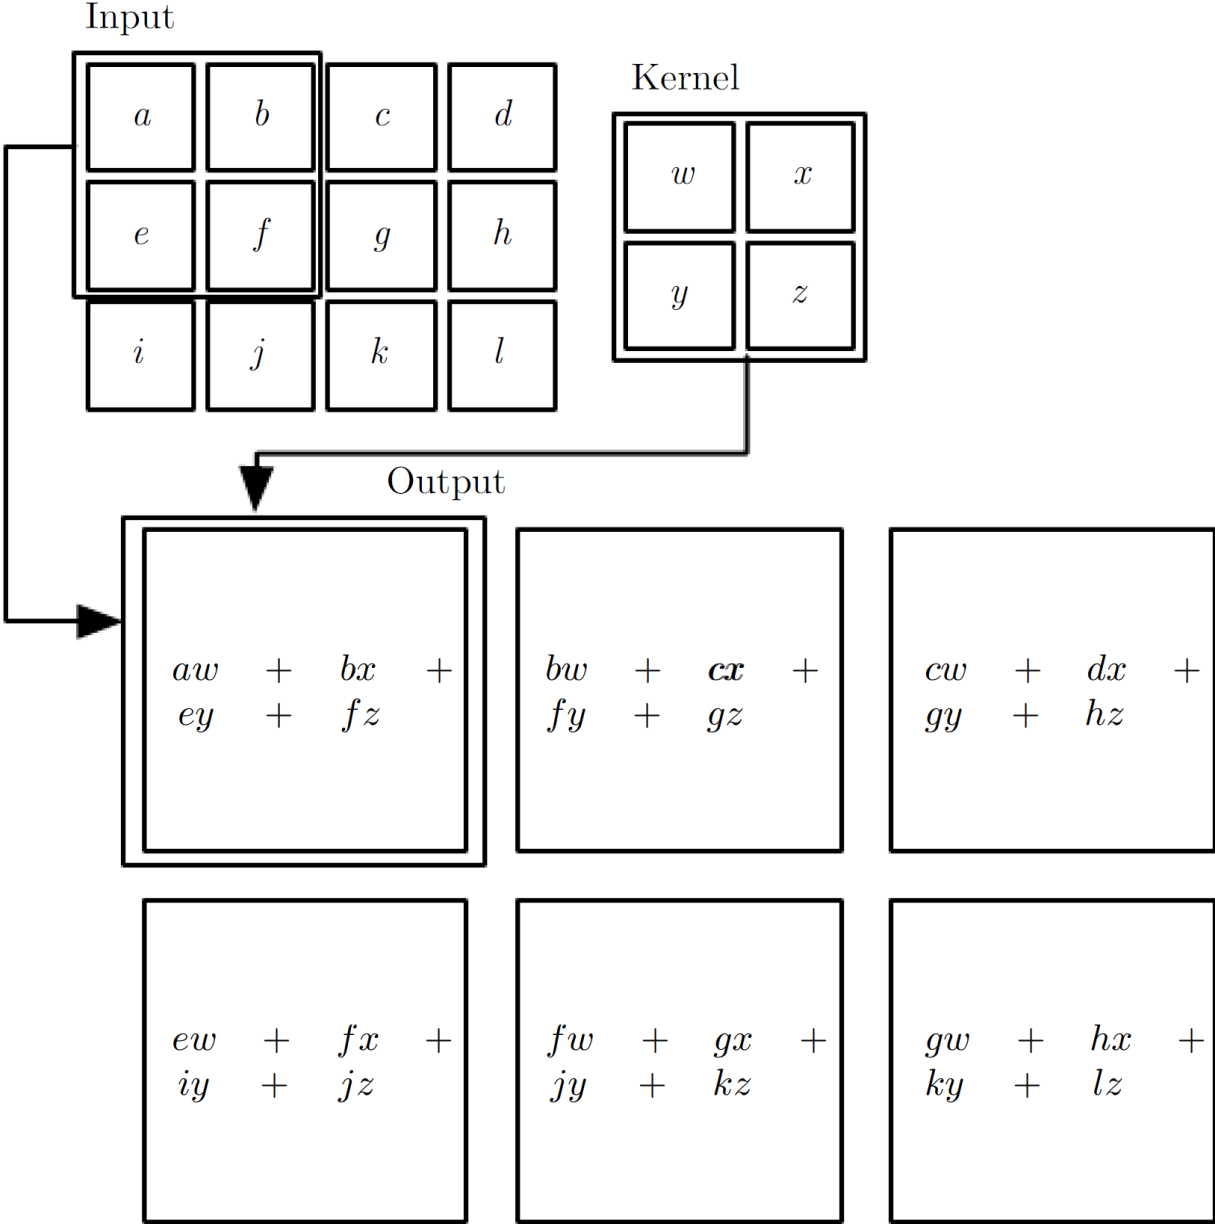 Input
Kernel
a b c d
e f g h
i j k l
w x
y z
Output
aw + bx +
ey + fz
bw + cx +
fy + gz
cw + dx +
gy + hz
ew + fx +
iy + jz
fw + gx +
jy + kz
gw + hx +
ky + lz